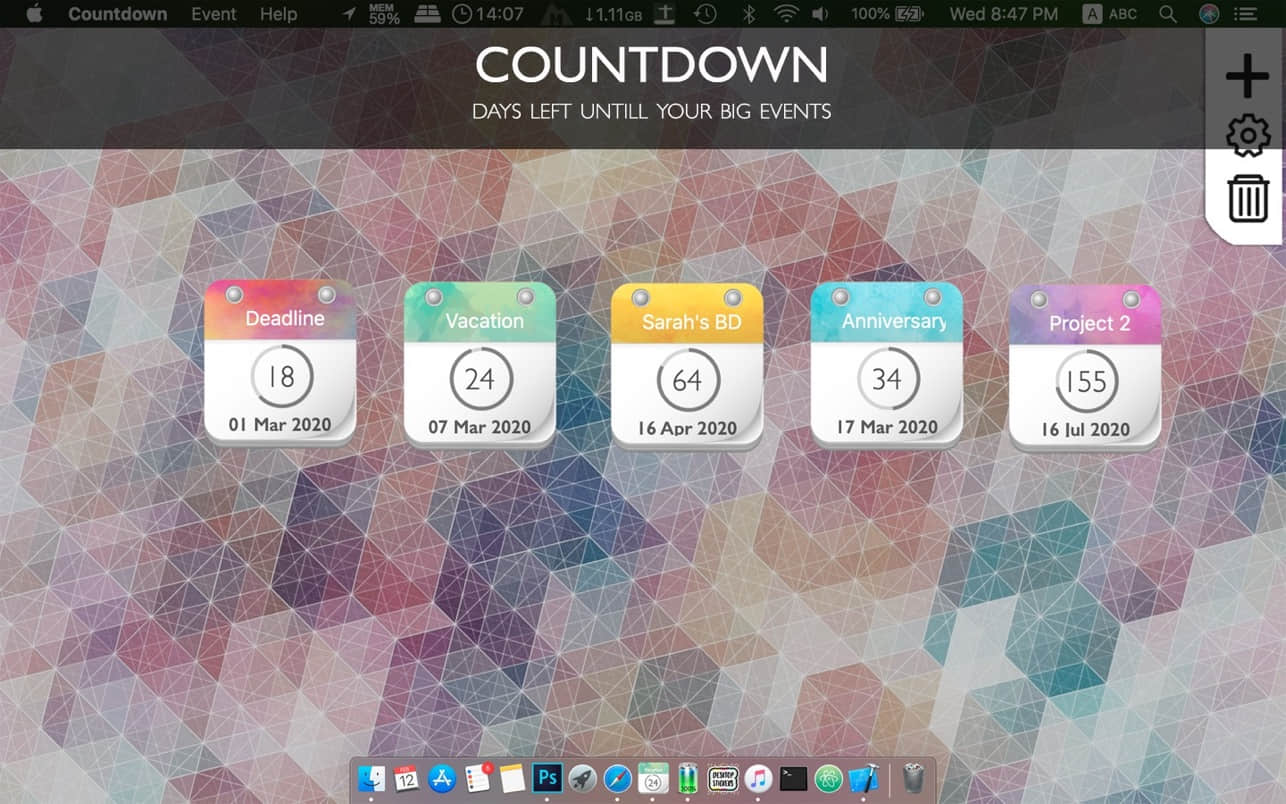 Countdown Event Help MEM 59% 14:07 ↓1.11GB 100% Wed 8:47 PM A ABC
COUNTDOWN
DAYS LEFT UNTILL YOUR BIG EVENTS
Deadline
18
01 Mar 2020
Vacation
24
07 Mar 2020
Sarah's BD
64
16 Apr 2020
Anniversary
34
17 Mar 2020
Project 2
155
16 Jul 2020
12
Ps
24
100%
DESKTOP
STICKERS